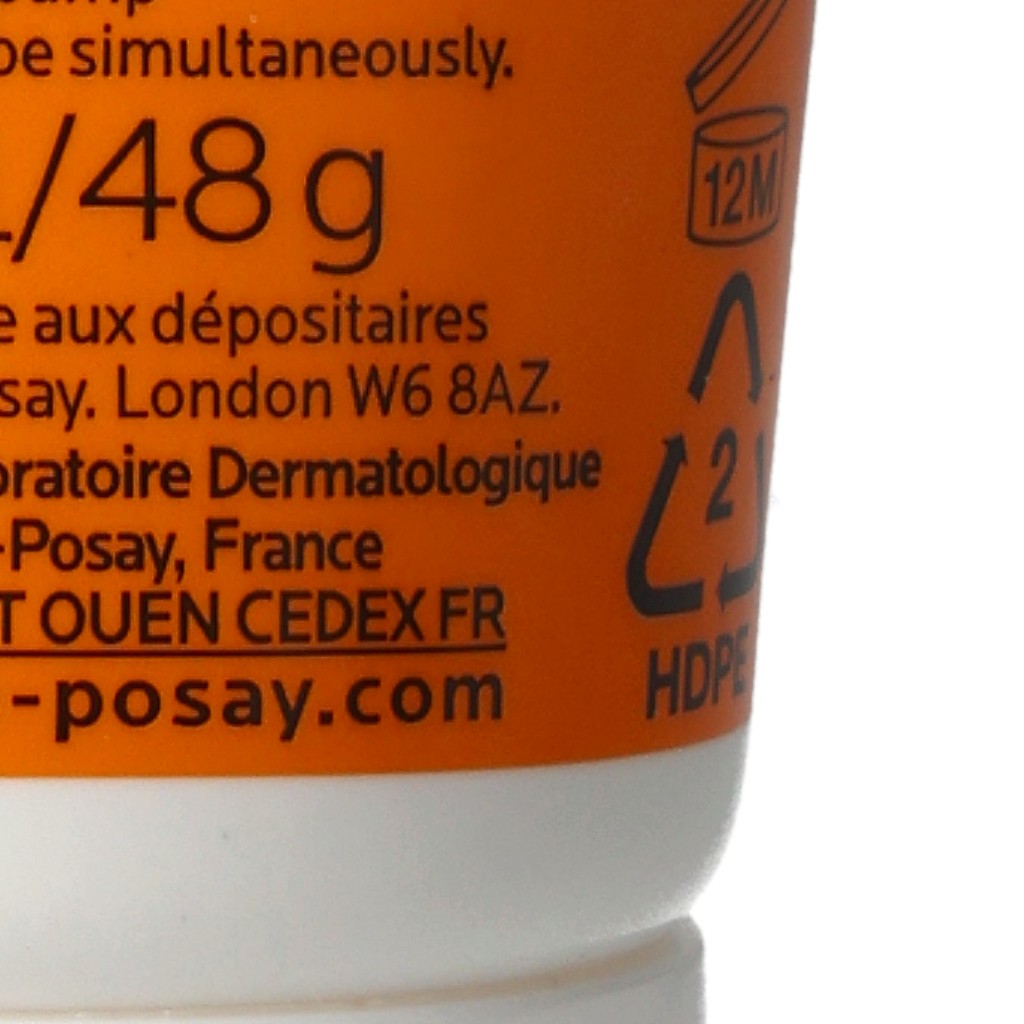 be simultaneously.
/48 g
12M
e aux dépositaires
say. London W6 8AZ.
oratoire Dermatologique
2
-Posay, France
T OUEN CEDEX FR
HDPE
-posay.com